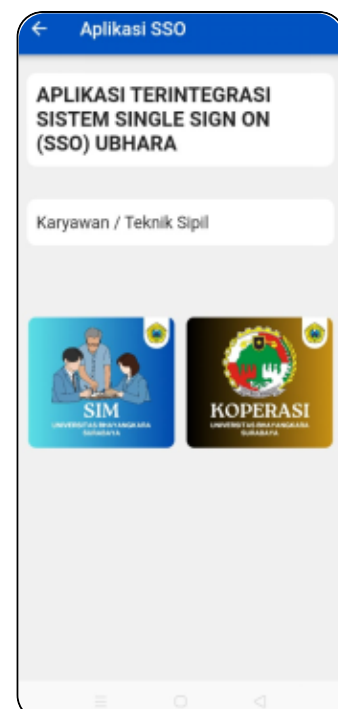 Aplikasi SSO
APLIKASI TERINTEGRASI
SISTEM SINGLE SIGN ON
(SSO) UBHARA
Karyawan / Teknik Sipil
SIM
UNIVERSITAS BHAYANGKARA
SURABAYA
KOPERASI
UNIVERSITAS BHAYANGKARA
SURABAYA